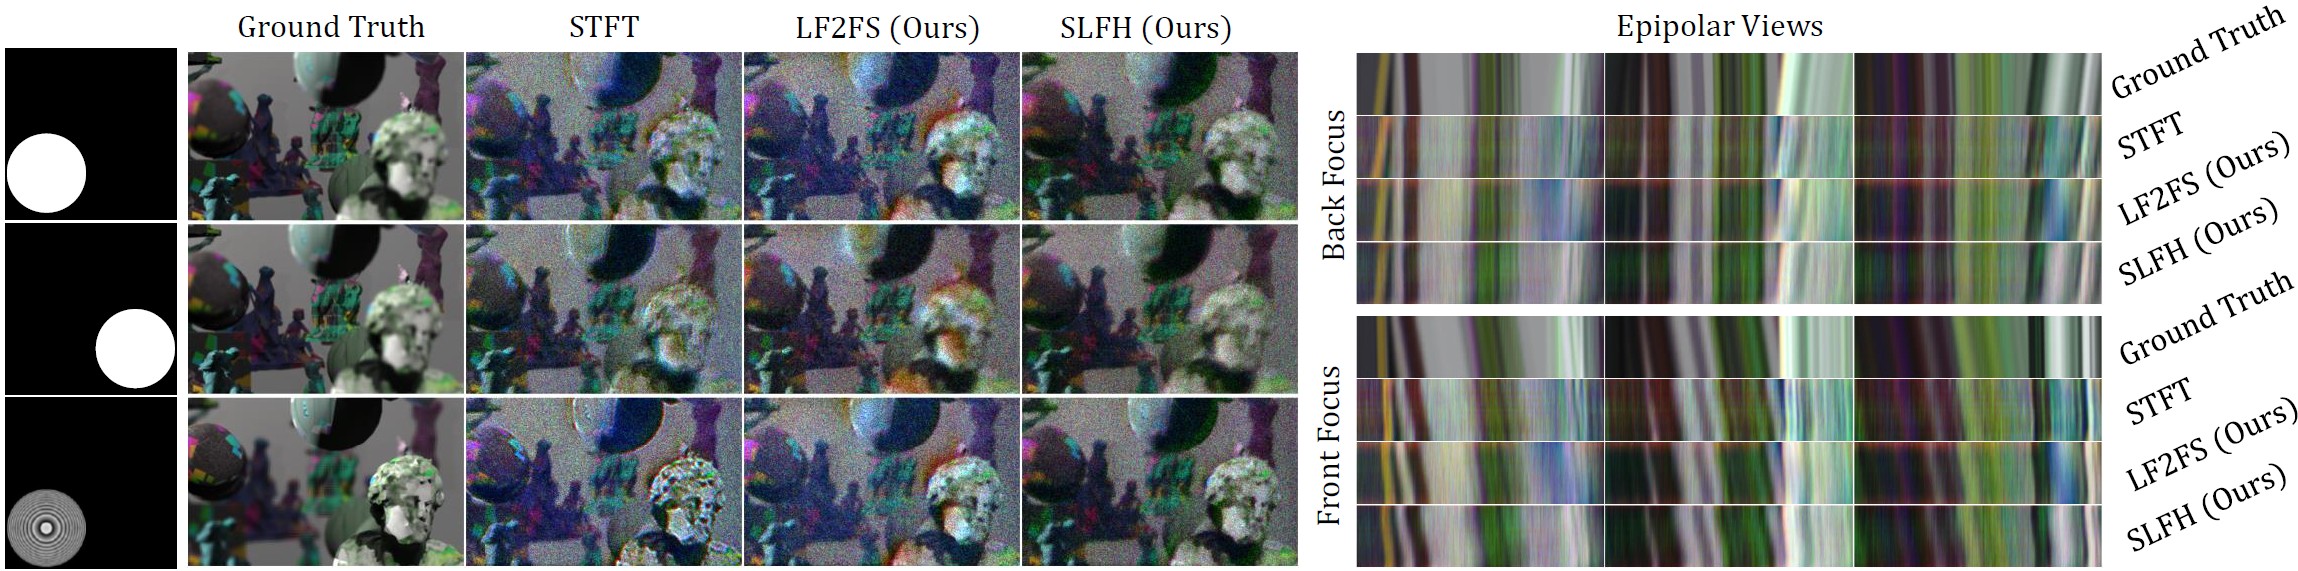 Ground Truth
STFT
LF2FS (Ours)
SLFH (Ours)
Epipolar Views
Back Focus
Ground Truth
STFT
LF2FS (Ours)
SLFH (Ours)
Front Focus
Ground Truth
STFT
LF2FS (Ours)
SLFH (Ours)